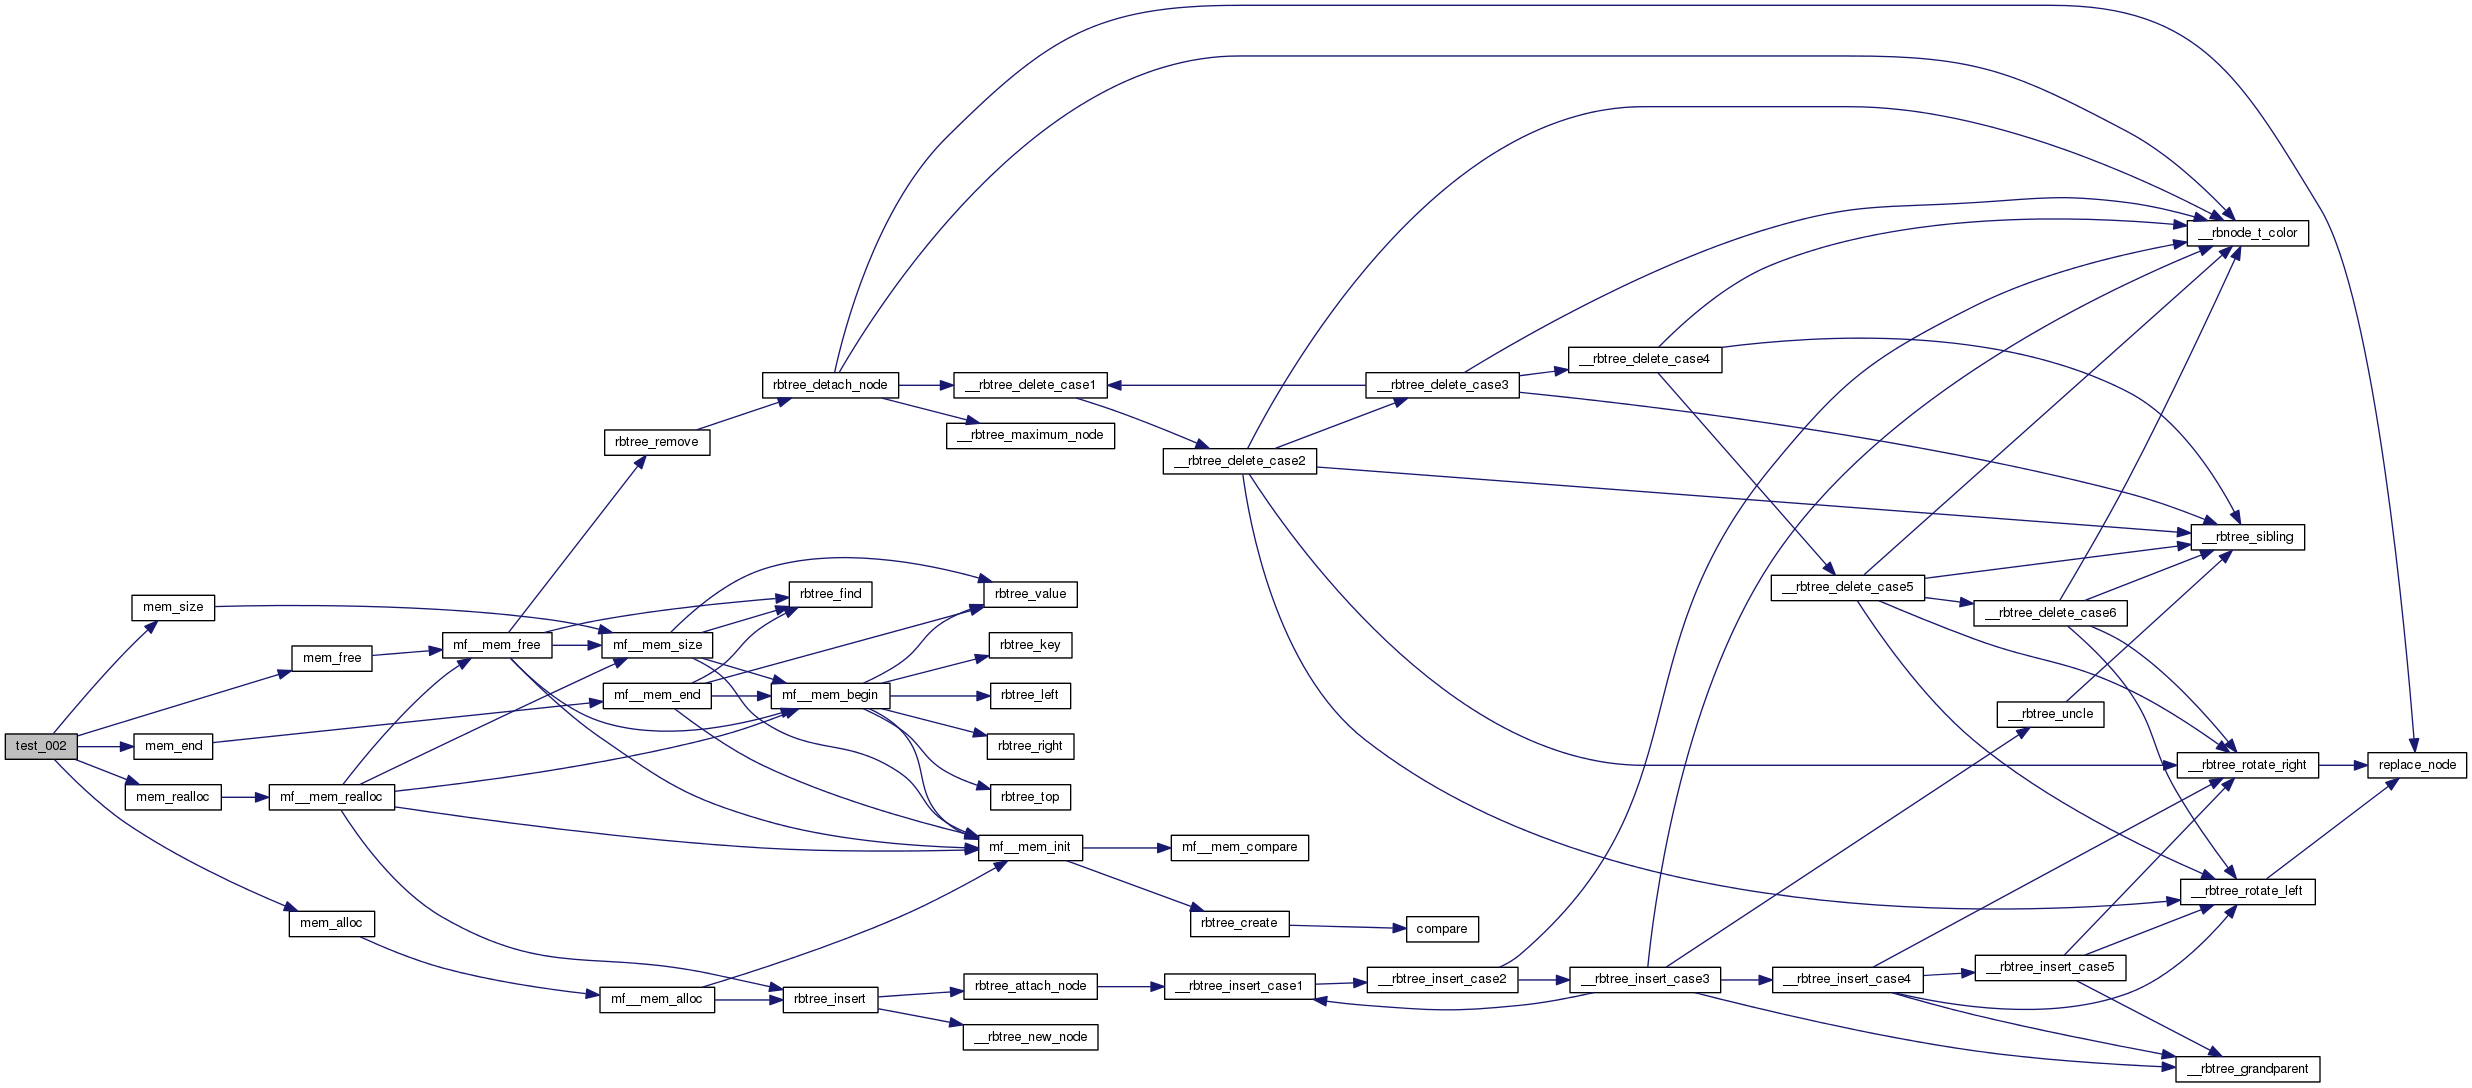 test_002
mem_size
mem_free
mem_end
mem_realloc
mem_alloc
mf__mem_realloc
mf__mem_free
rbtree_remove
mf__mem_size
mf__mem_end
mf__mem_alloc
rbtree_detach_node
rbtree_find
mf__mem_begin
rbtree_insert
__rbtree_delete_case1
__rbtree_maximum_node
rbtree_value
rbtree_key
rbtree_left
rbtree_right
rbtree_top
mf__mem_init
rbtree_attach_node
__rbtree_new_node
__rbtree_delete_case2
mf__mem_compare
rbtree_create
__rbtree_insert_case1
__rbtree_delete_case3
compare
__rbtree_insert_case2
__rbtree_delete_case4
__rbtree_insert_case3
__rbtree_delete_case5
__rbtree_insert_case4
__rbtree_delete_case6
__rbtree_uncle
__rbtree_insert_case5
__rbnode_t_color
__rbtree_sibling
__rbtree_rotate_right
__rbtree_rotate_left
__rbtree_grandparent
replace_node